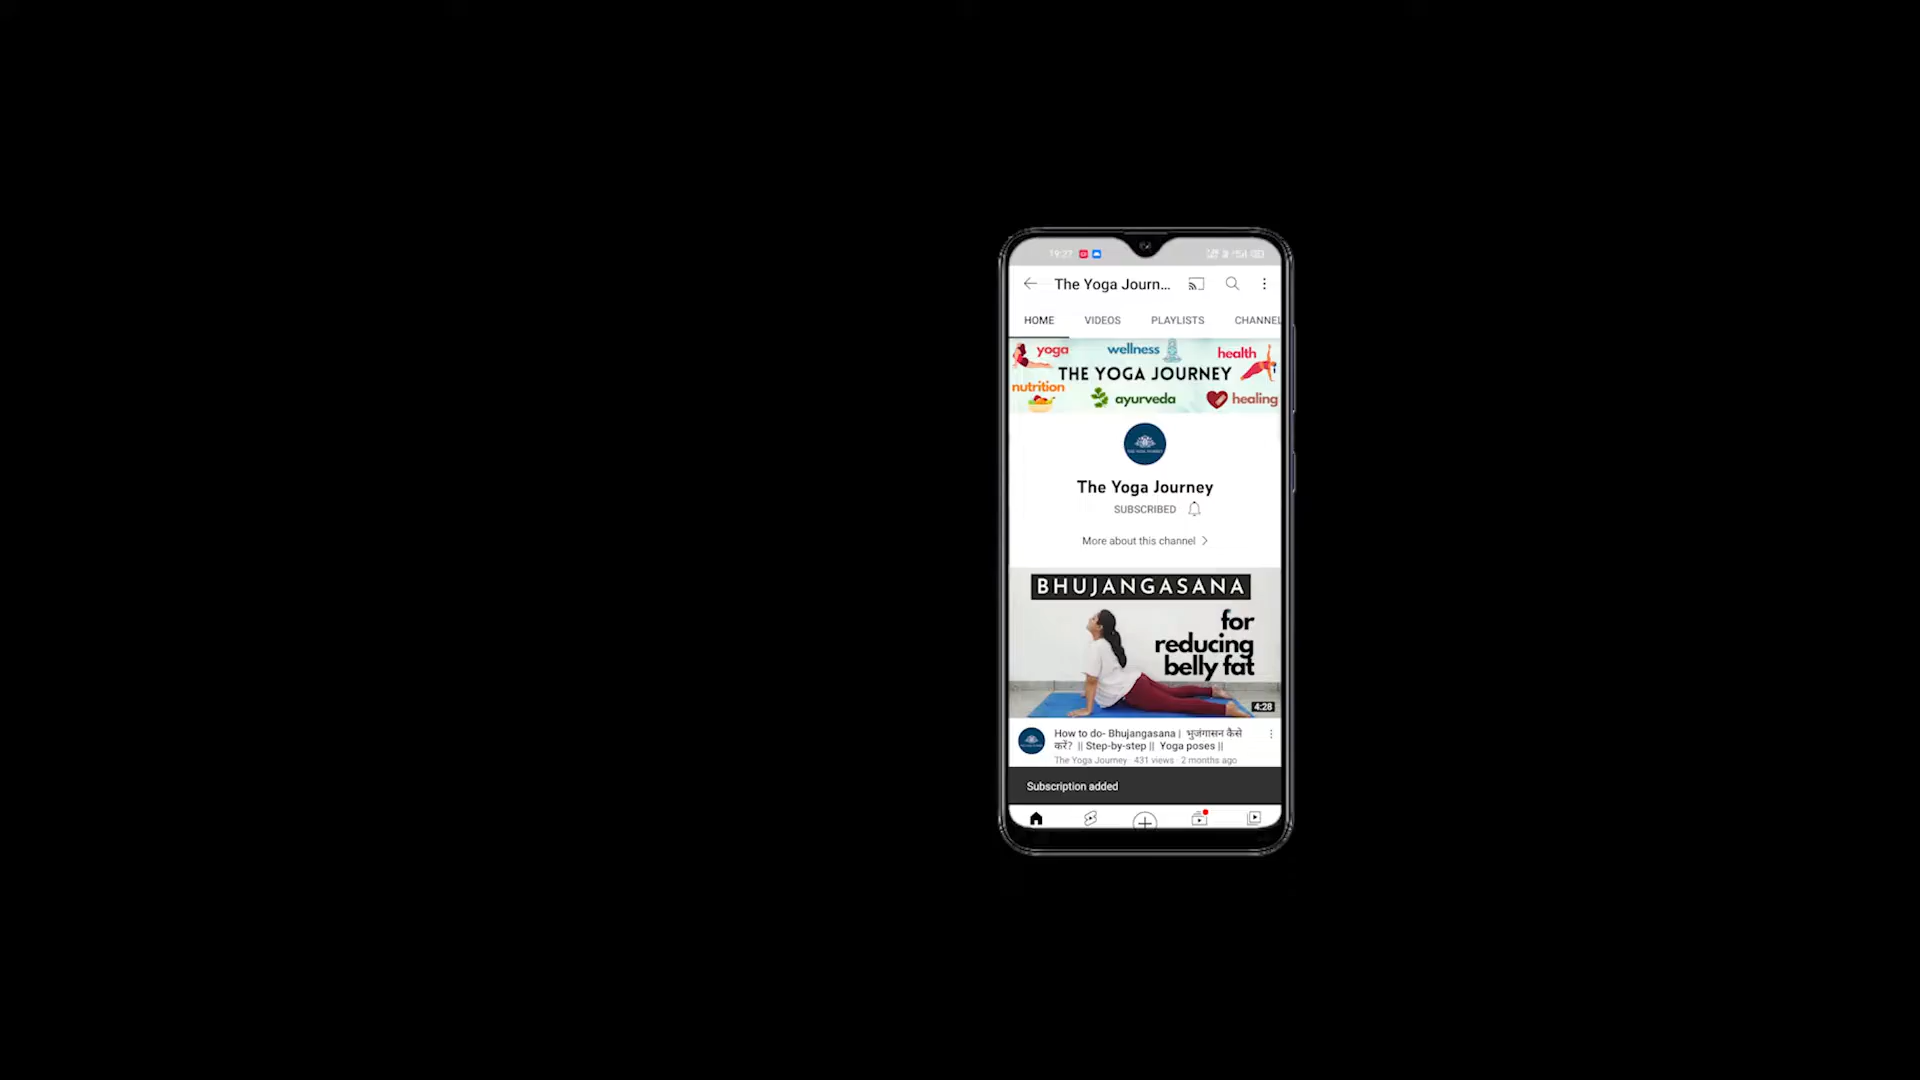 19:27
The Yoga Journ...
HOME VIDEOS PLAYLISTS CHANNEL
yoga wellness health
THE YOGA JOURNEY
nutrition ayurveda healing
The Yoga Journey
SUBSCRIBED
More about this channel
BHUJANGASANA
for
reducing
belly fat
4:28
How to do- Bhujangasana | भुजंगासन कैसे
करें? || Step-by-step || Yoga poses ||
The Yoga Journey · 431 views · 2 months ago
Subscription added